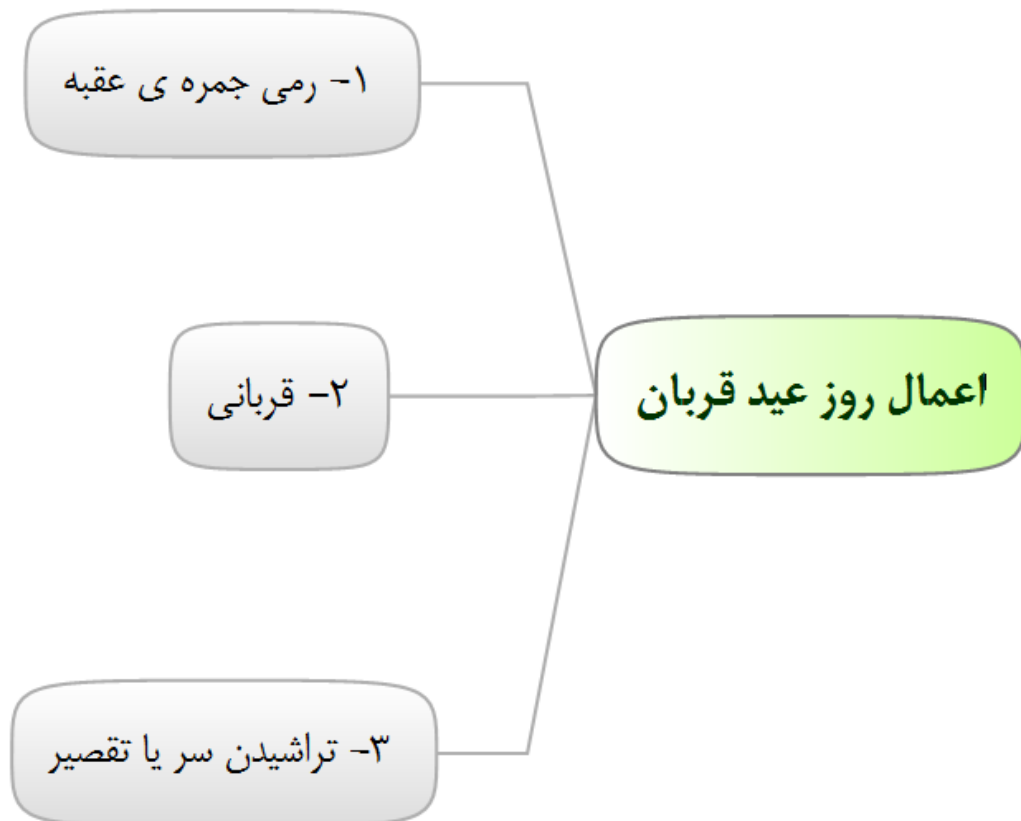 اعمال روز عید قربان
۱- رمی جمره ی عقبه
۲- قربانی
۳- تراشیدن سر یا تقصیر